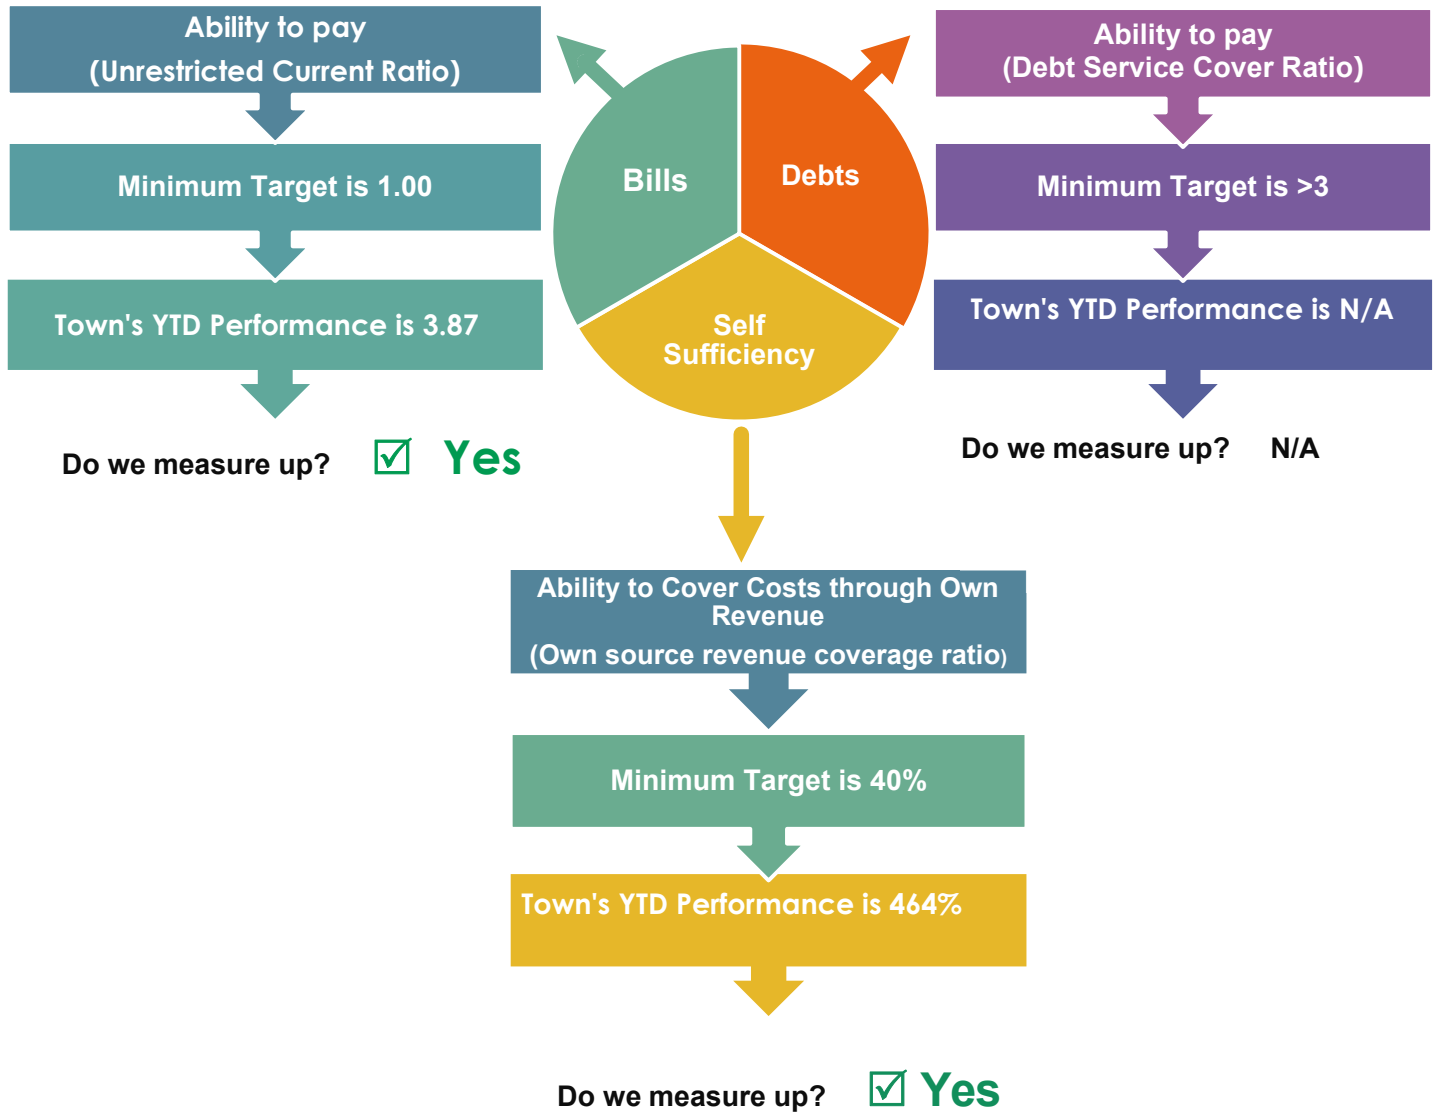 Ability to pay
(Unrestricted Current Ratio)
Minimum Target is 1.00
Town's YTD Performance is 3.87
Do we measure up? ☑ Yes
Bills
Debts
Self
Sufficiency
Ability to pay
(Debt Service Cover Ratio)
Minimum Target is >3
Town's YTD Performance is N/A
Do we measure up? N/A
Ability to Cover Costs through Own
Revenue
(Own source revenue coverage ratio)
Minimum Target is 40%
Town's YTD Performance is 464%
Do we measure up? ☑ Yes